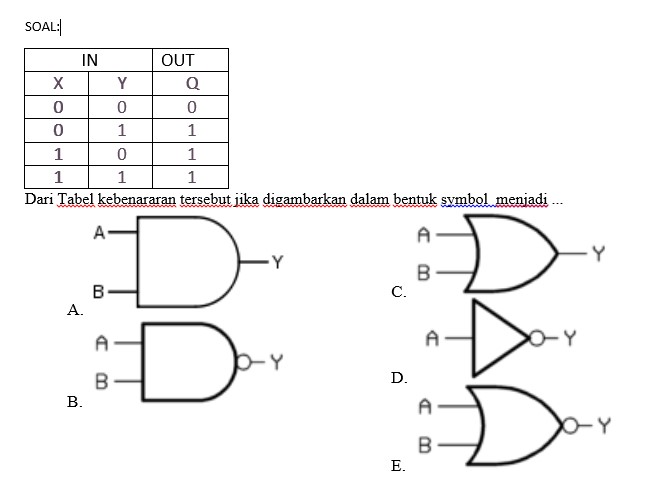 SOAL:
IN OUT
X Y Q
0 0 0
0 1 1
1 0 1
1 1 1
Dari Tabel kebenararan tersebut jika digambarkan dalam bentuk symbol menjadi ...
A
B
Y
A.
A
B
Y
B.
A
B
Y
C.
A
Y
D.
A
B
Y
E.